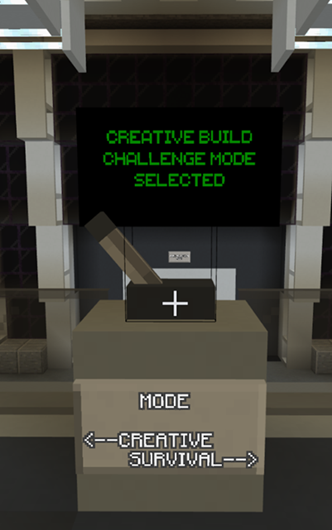 CREATIVE BUILD
CHALLENGE MODE
SELECTED
MODE
<--CREATIVE
SURVIVAL-->